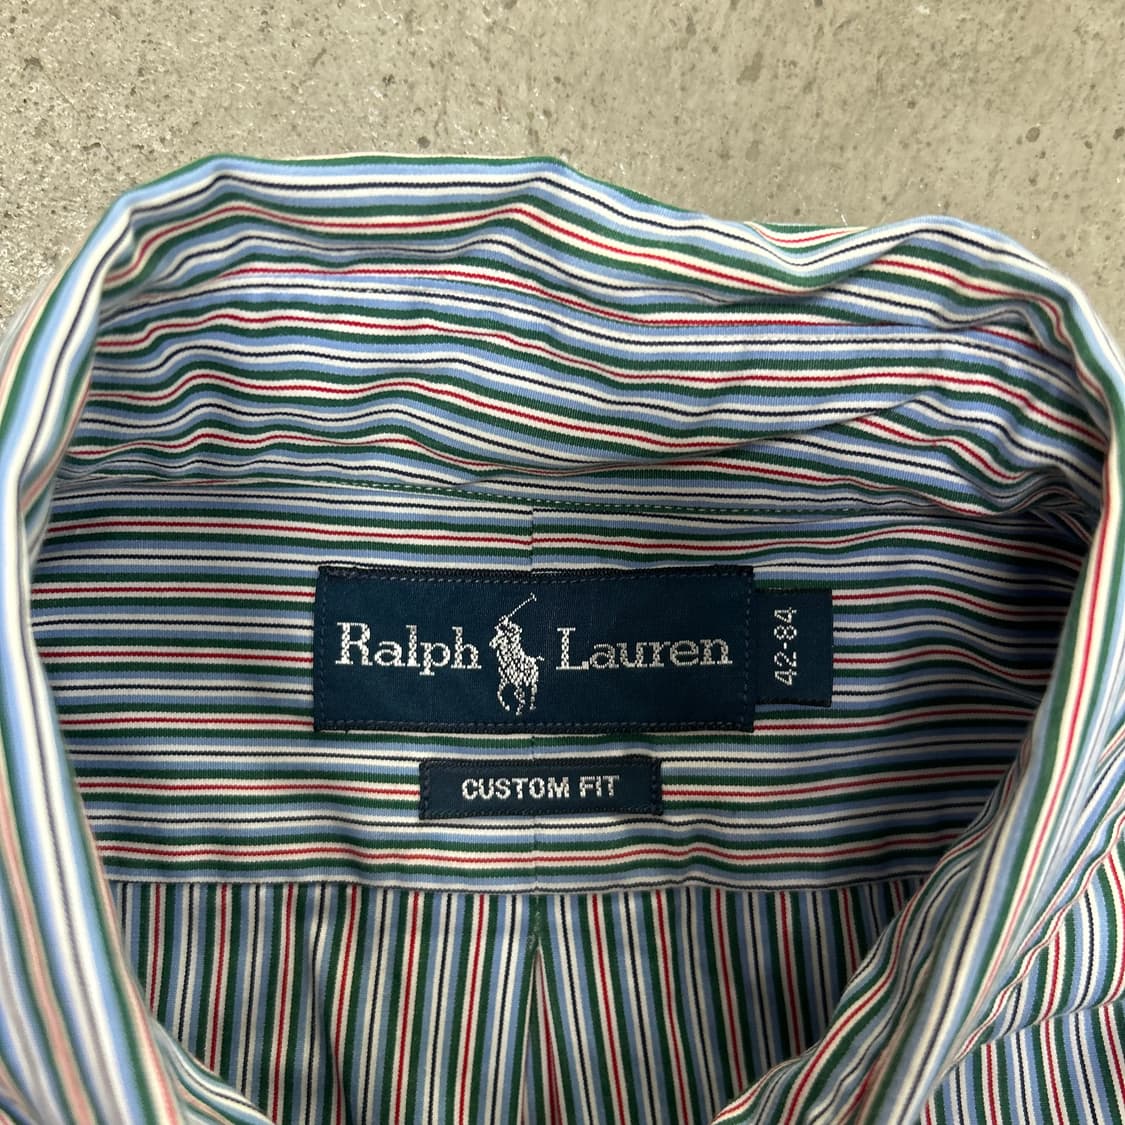 Ralph Lauren
42-84
CUSTOM FIT